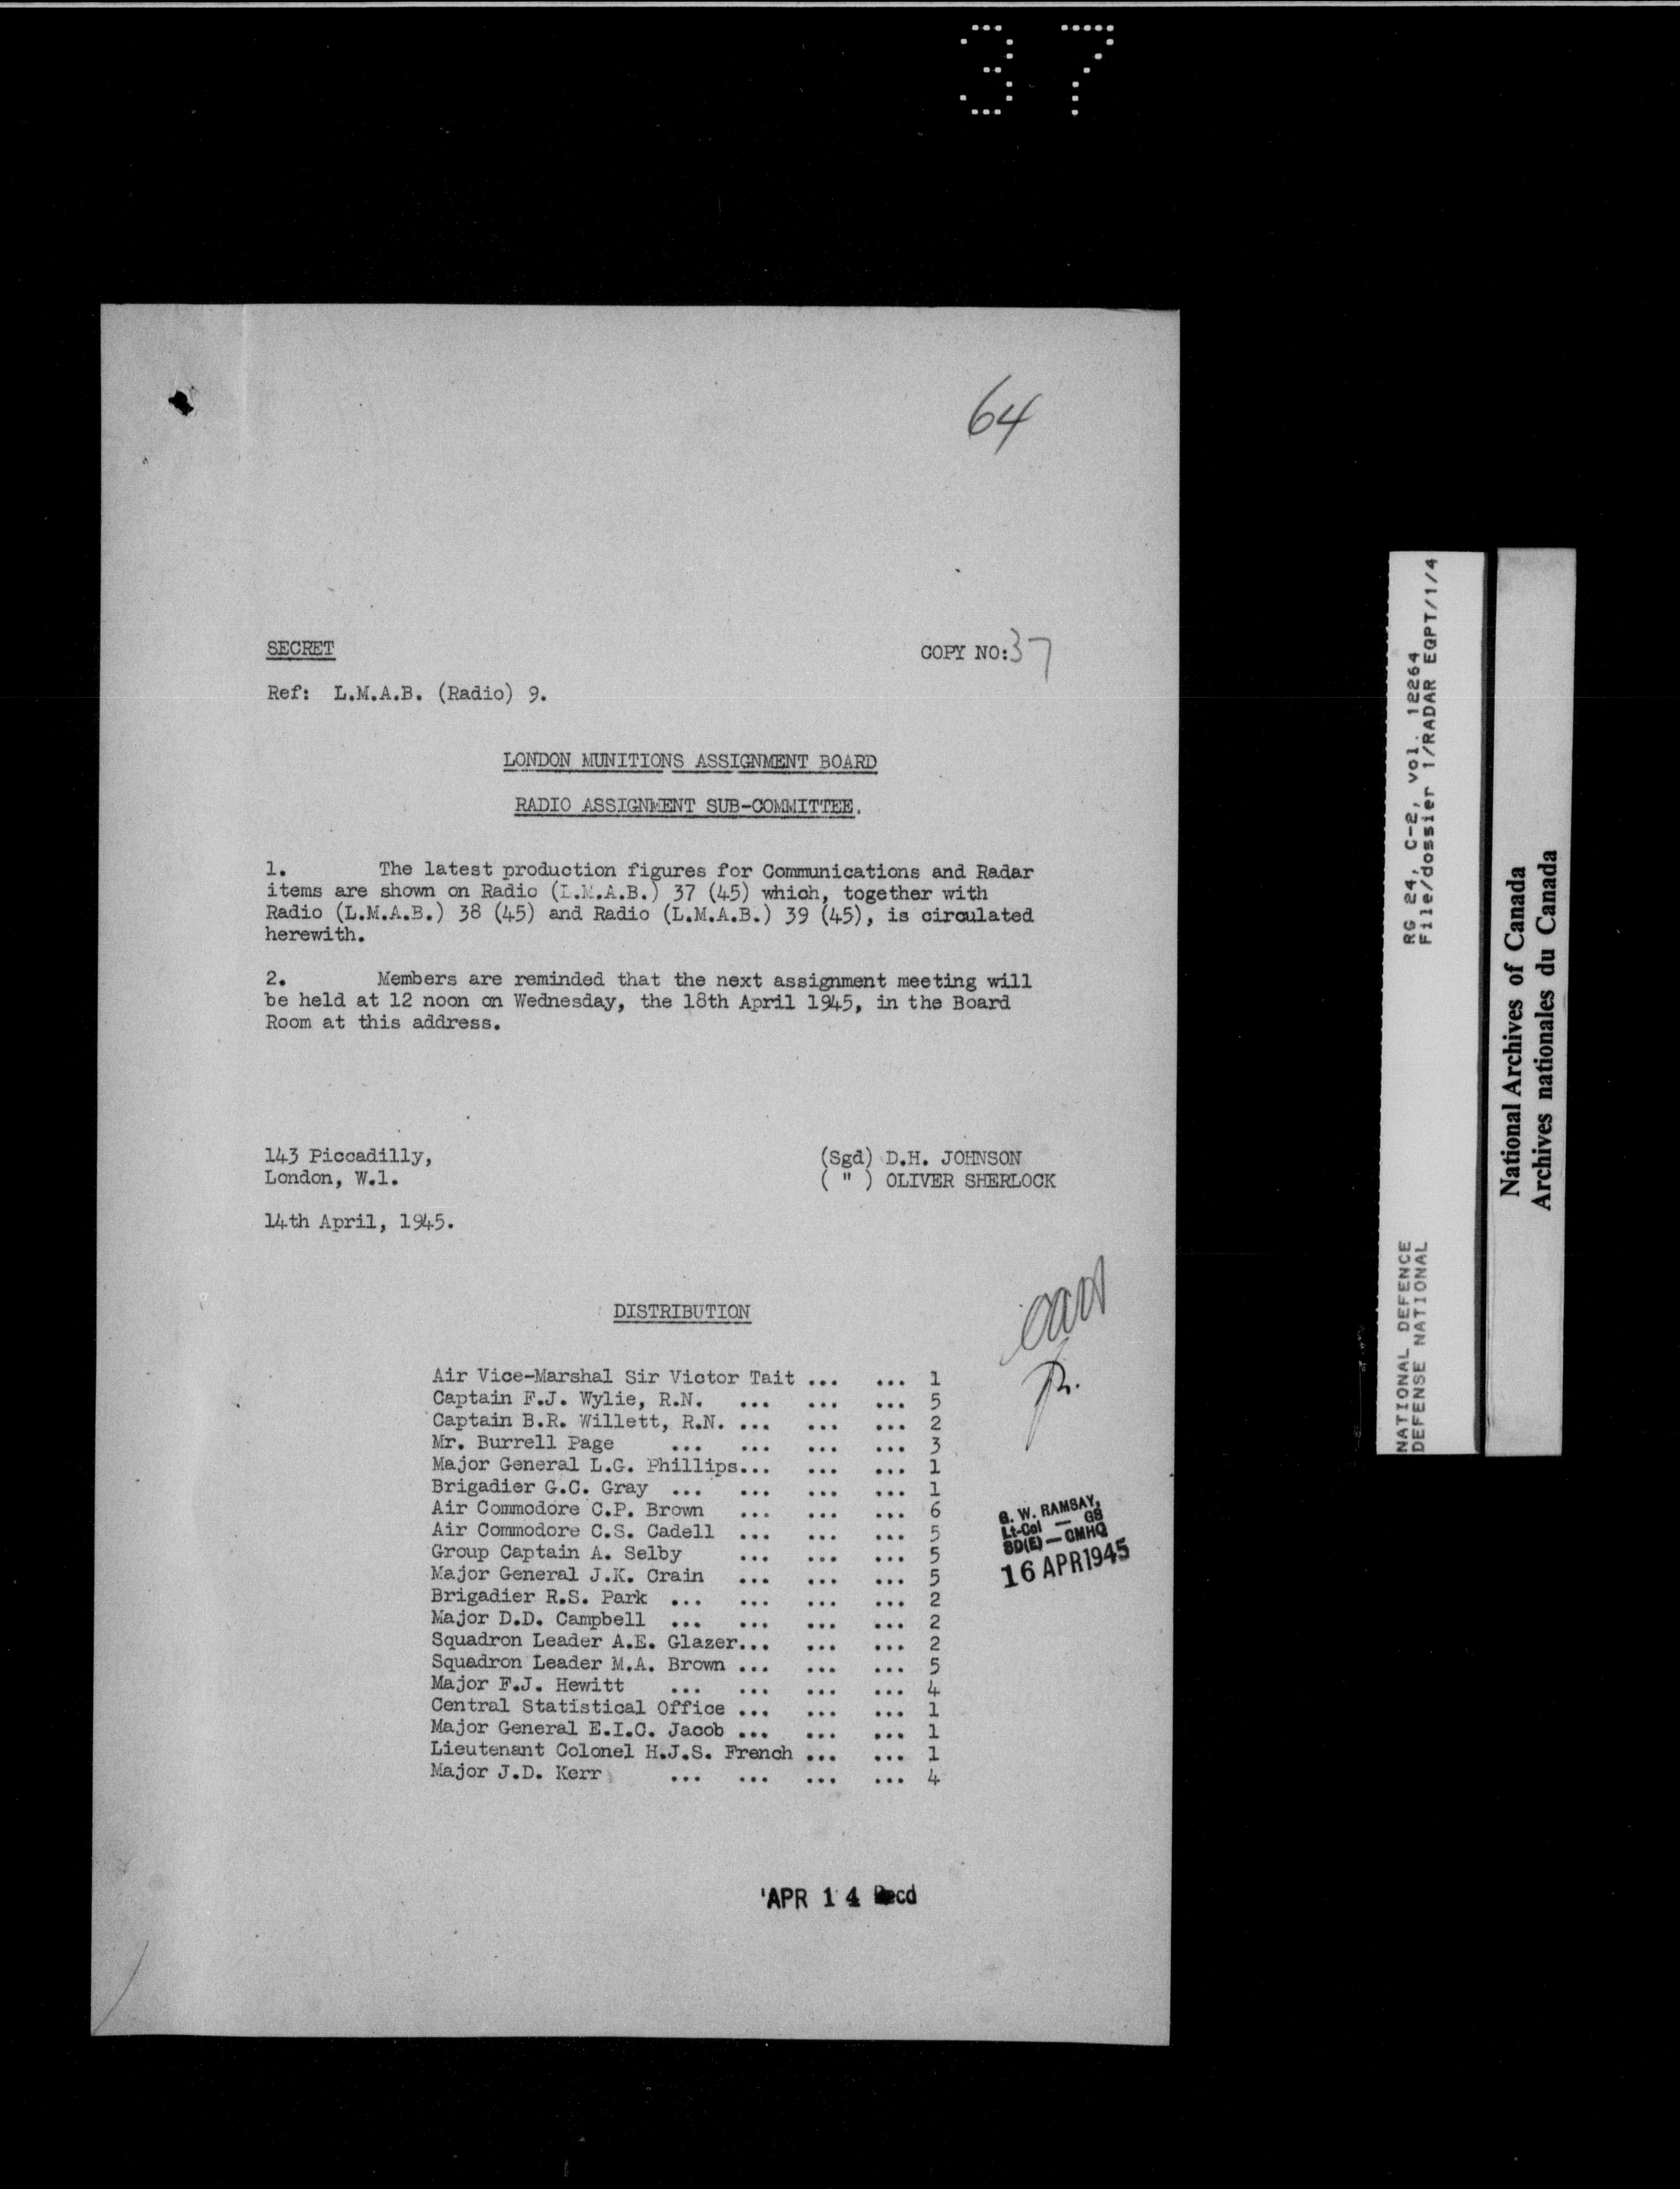 37
64
SECRET
COPY NO: 37
Ref: L.M.A.B. (Radio) 9.
LONDON MUNITIONS ASSIGNMENT BOARD
RADIO ASSIGNMENT SUB-COMMITTEE.
1. The latest production figures for Communications and Radar
items are shown on Radio (L.M.A.B.) 37 (45) which, together with
Radio (L.M.A.B.) 38 (45) and Radio (L.M.A.B.) 39 (45), is circulated
herewith.
2. Members are reminded that the next assignment meeting will
be held at 12 noon on Wednesday, the 18th April 1945, in the Board
Room at this address.
143 Piccadilly,
London, W.1.
14th April, 1945.
(Sgd) D.H. JOHNSON
( " ) OLIVER SHERLOCK
DISTRIBUTION
Air Vice-Marshal Sir Victor Tait ... ... 1
Captain F.J. Wylie, R.N. ... ... ... 5
Captain B.R. Willett, R.N. ... ... ... 2
Mr. Burrell Page ... ... ... ... 3
Major General L.G. Phillips... ... ... 1
Brigadier G.C. Gray ... ... ... ... 1
Air Commodore C.P. Brown ... ... ... 6
Air Commodore C.S. Cadell ... ... ... 5
Group Captain A. Selby ... ... ... 5
Major General J.K. Crain ... ... ... 5
Brigadier R.S. Park ... ... ... ... 2
Major D.D. Campbell ... ... ... ... 2
Squadron Leader A.E. Glazer... ... ... 2
Squadron Leader M.A. Brown ... ... ... 5
Major F.J. Hewitt ... ... ... ... 4
Central Statistical Office ... ... ... 1
Major General E.I.C. Jacob ... ... ... 1
Lieutenant Colonel H.J.S. French ... ... 1
Major J.D. Kerr ... ... ... ... 4
G. W. RAMSAY,
Lt-Col — GS
SD(E) — CMHQ
16 APR 1945
APR 14 Recd
RG 24, C-2, vol. 12264
File/dossier 1/RADAR EQPT/1/4
NATIONAL DEFENCE
DEFENSE NATIONAL
National Archives of Canada
Archives nationales du Canada